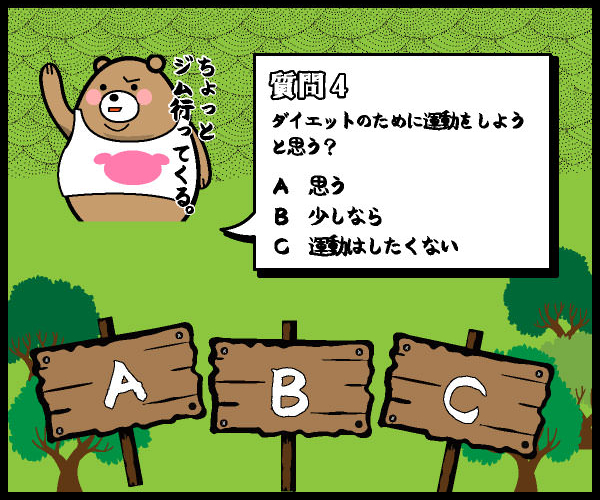 ちょっと
ジム行ってくる。
質問4
ダイエットのために運動をしよう
と思う？
A 思う
B 少しなら
C 運動はしたくない
A
B
C